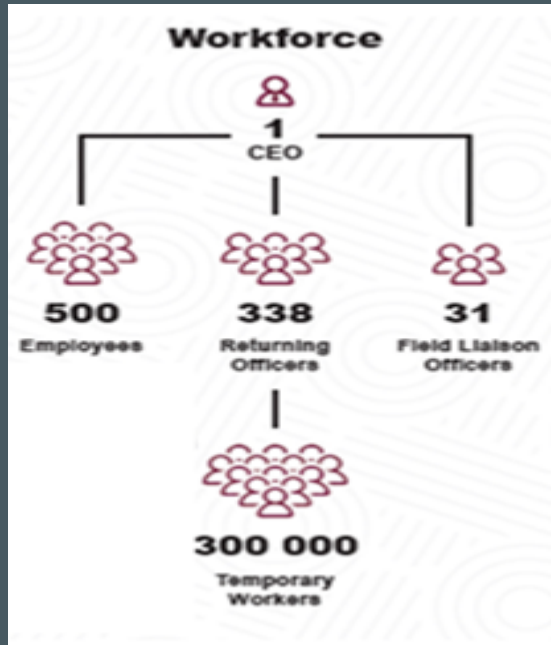 Workforce
1
CEO
500
Employees
338
Returning
Officers
31
Field Liaison
Officers
300 000
Temporary
Workers